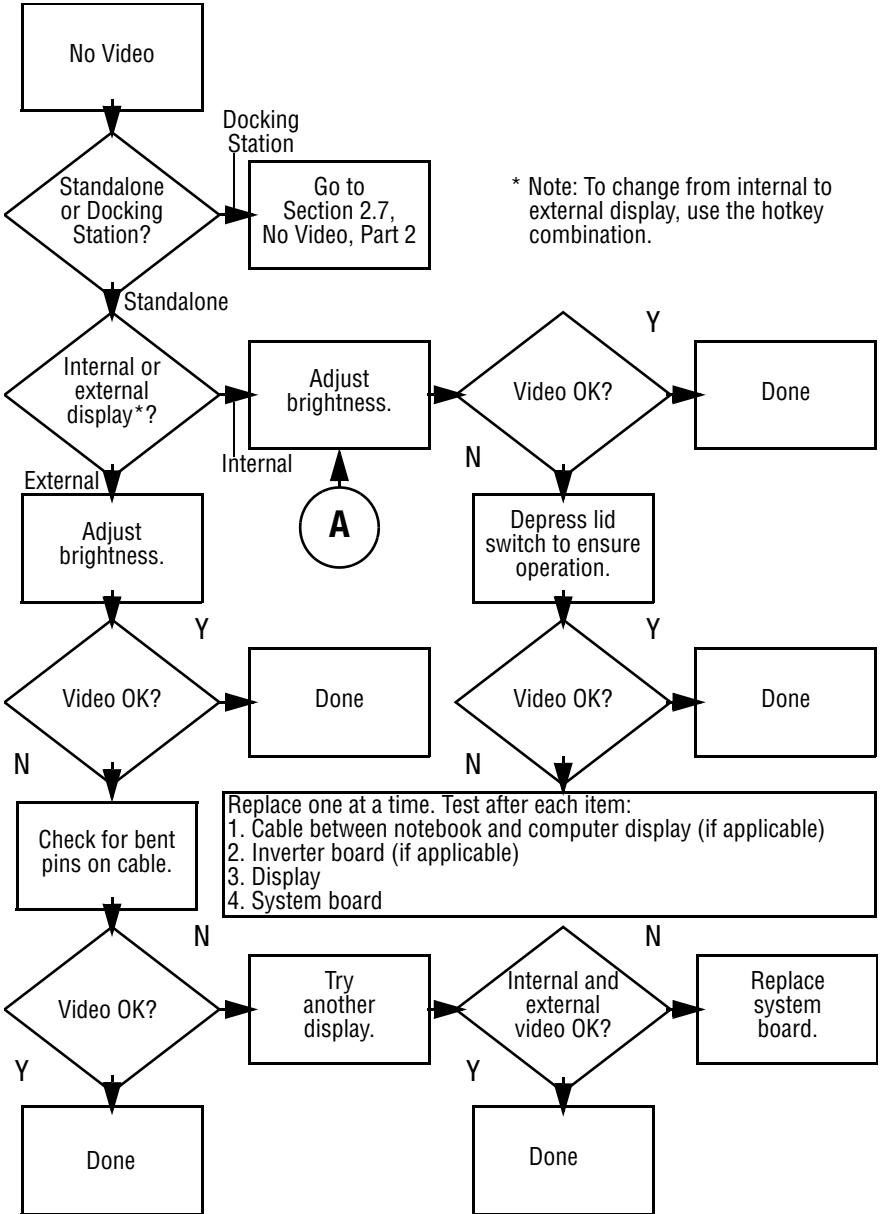 No Video
Docking
Station
Standalone
or Docking
Station?
Go to
Section 2.7,
No Video, Part 2
* Note: To change from internal to
external display, use the hotkey
combination.
Standalone
Internal or
external
display*?
Internal
External
Adjust
brightness.
A
Video OK?
Y
Done
N
Depress lid
switch to ensure
operation.
Adjust
brightness.
Video OK?
Y
Done
N
Video OK?
Y
Done
N
Check for bent
pins on cable.
Replace one at a time. Test after each item:
1. Cable between notebook and computer display (if applicable)
2. Inverter board (if applicable)
3. Display
4. System board
Video OK?
N
Try
another
display.
Internal and
external
video OK?
N
Replace
system
board.
Y
Done
Y
Done